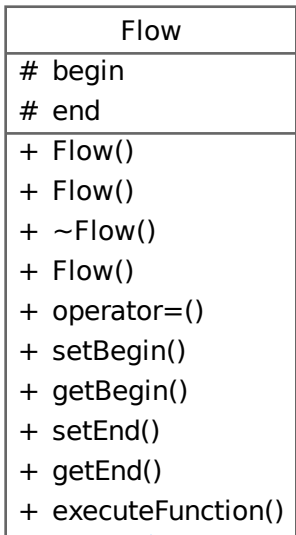 Flow
# begin
# end
+ Flow()
+ Flow()
+ ~Flow()
+ Flow()
+ operator=()
+ setBegin()
+ getBegin()
+ setEnd()
+ getEnd()
+ executeFunction()